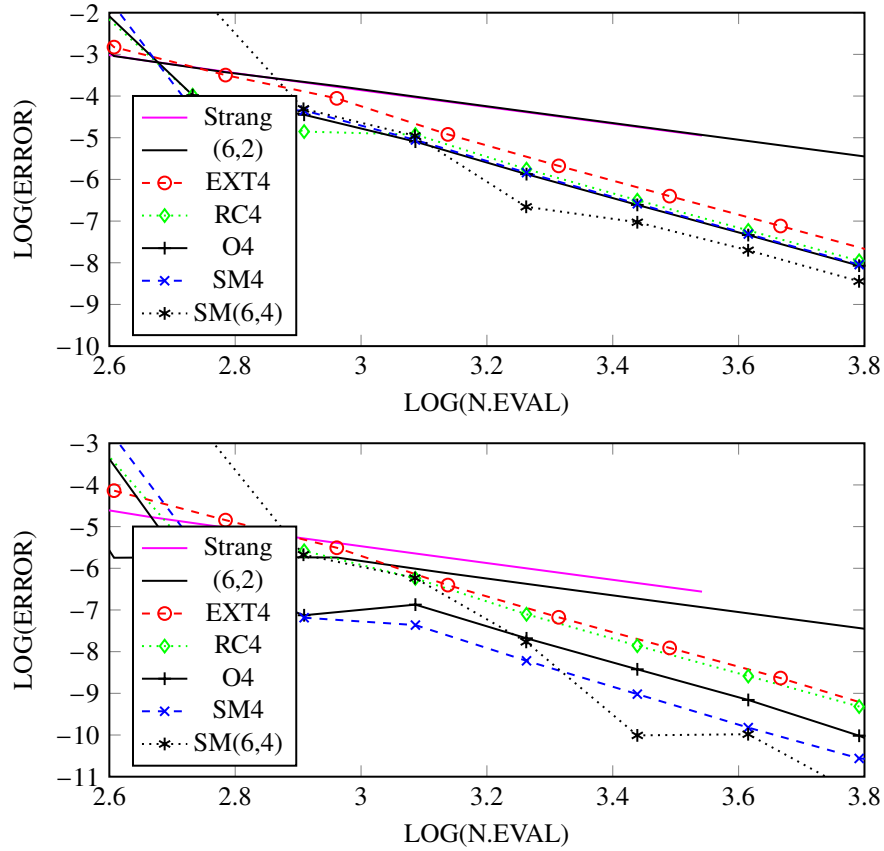 −2
−3
−4
−5
−6
−7
−8
−9
−10
LOG(ERROR)
Strang
(6,2)
EXT4
RC4
O4
SM4
SM(6,4)
2.6 2.8 3 3.2 3.4 3.6 3.8
LOG(N.EVAL)
−3
−4
−5
−6
−7
−8
−9
−10
−11
LOG(ERROR)
Strang
(6,2)
EXT4
RC4
O4
SM4
SM(6,4)
2.6 2.8 3 3.2 3.4 3.6 3.8
LOG(N.EVAL)